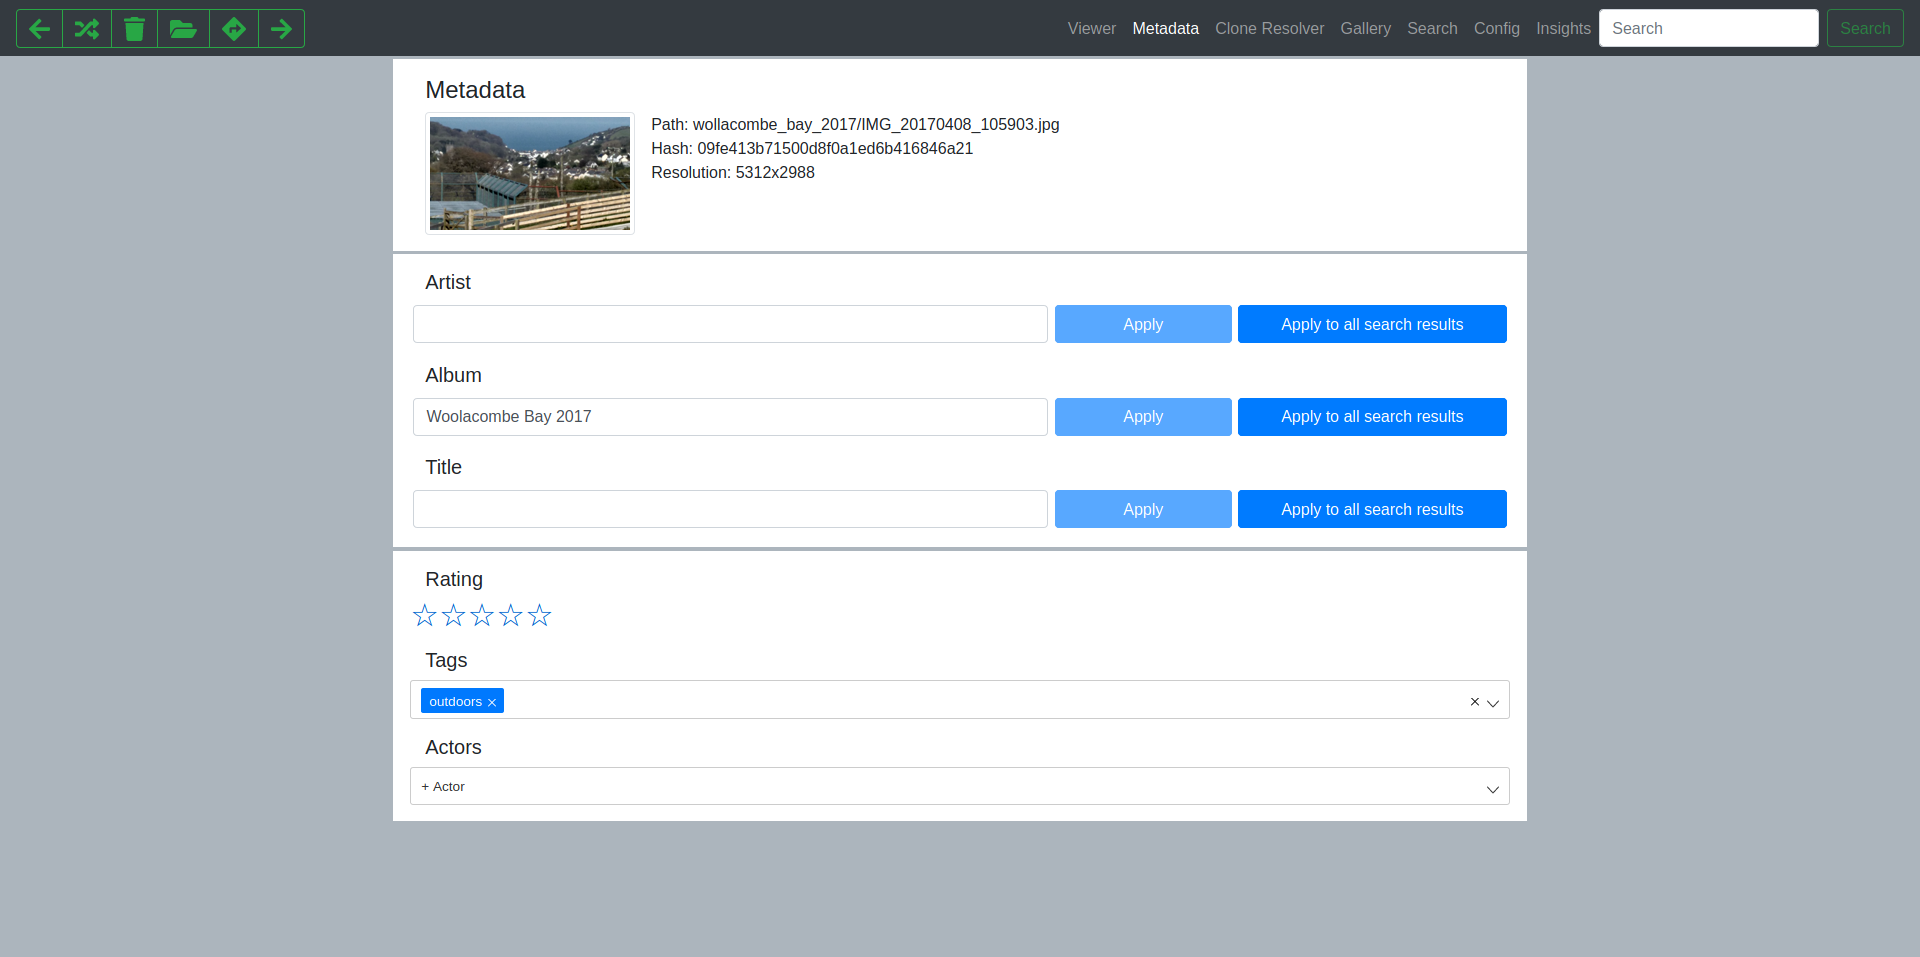 Viewer Metadata Clone Resolver Gallery Search Config Insights Search Search
Metadata
Path: wollacombe_bay_2017/IMG_20170408_105903.jpg
Hash: 09fe413b71500d8f0a1ed6b416846a21
Resolution: 5312x2988
Artist
Apply Apply to all search results
Album
Woolacombe Bay 2017 Apply Apply to all search results
Title
Apply Apply to all search results
Rating
Tags
outdoors
Actors
+ Actor